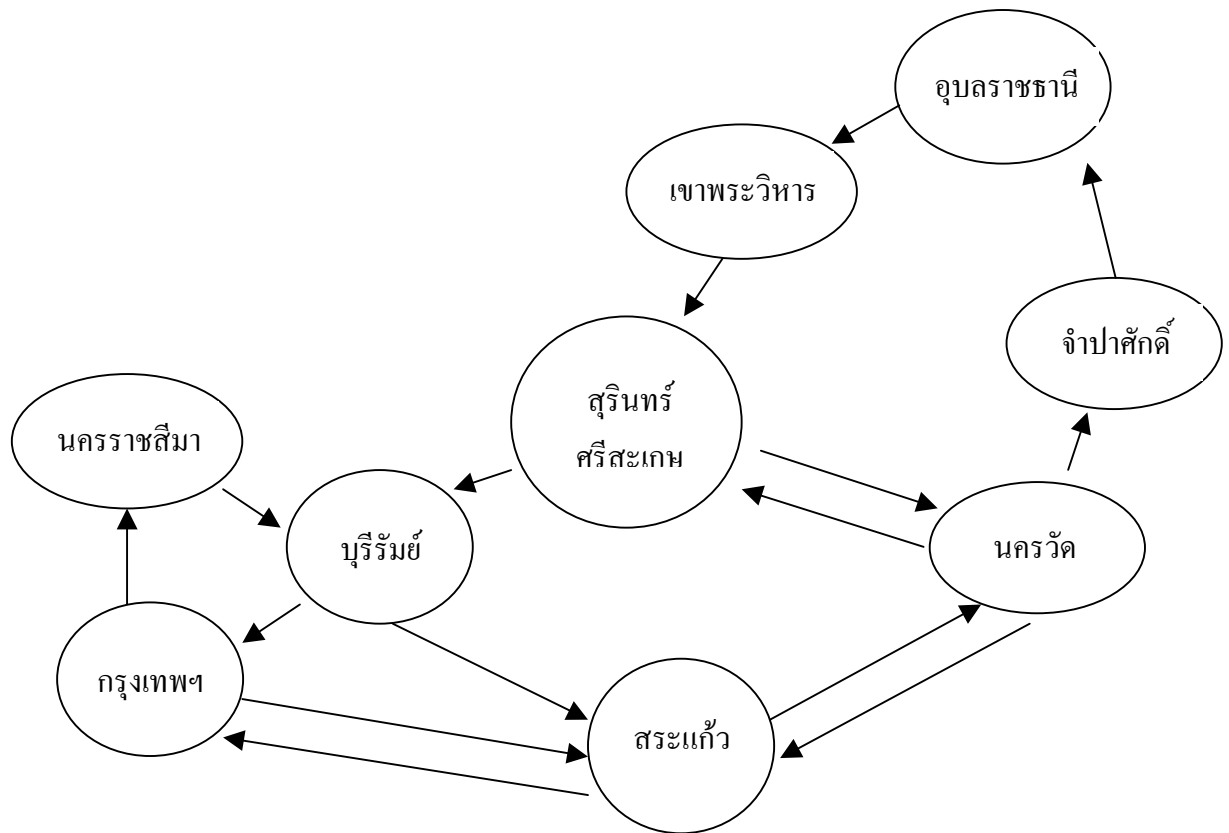 อุบลราชธานี
เขาพระวิหาร
จำปาศักดิ์
สุรินทร์
ศรีสะเกษ
นครราชสีมา
บุรีรัมย์
นครวัด
กรุงเทพฯ
สระแก้ว